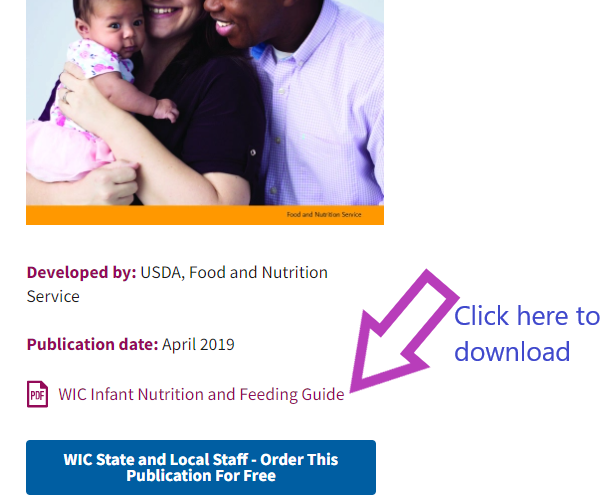 Food and Nutrition Service
Developed by: USDA, Food and Nutrition
Service
Click here to
download
Publication date: April 2019
PDF
WIC Infant Nutrition and Feeding Guide
WIC State and Local Staff - Order This
Publication For Free